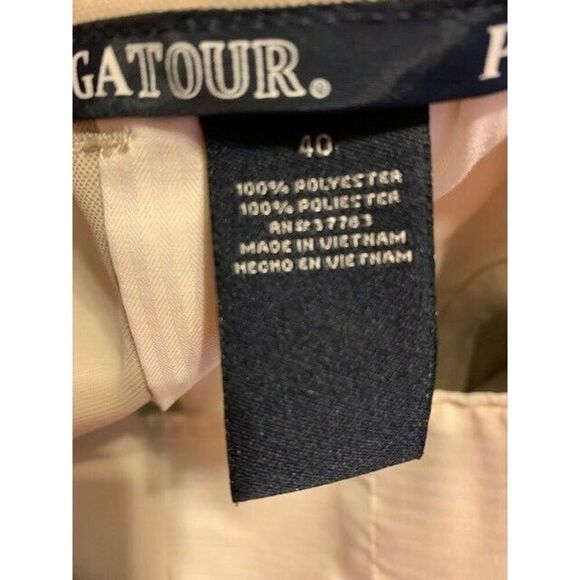 GATOUR® P
40
100% POLYESTER
100% POLIESTER
RN# 37763
MADE IN VIETNAM
HECHO EN VIETNAM